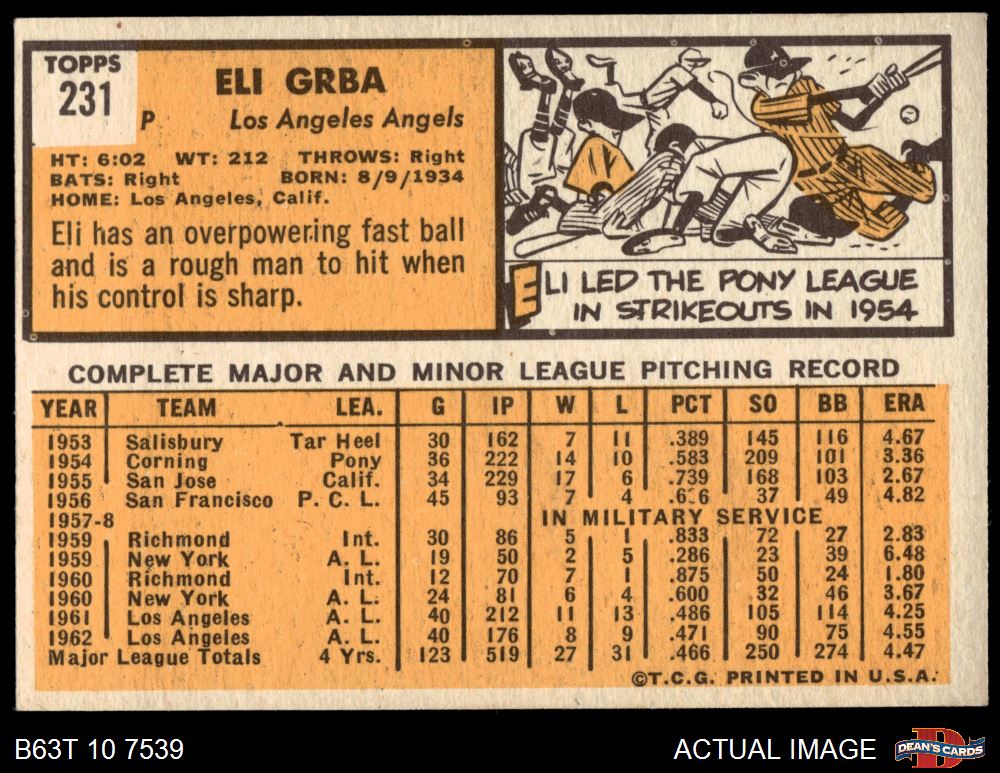 TOPPS
231
P
ELI GRBA
Los Angeles Angels
HT: 6:02 WT: 212 THROWS: Right
BATS: Right BORN: 8/9/1934
HOME: Los Angeles, Calif.
Eli has an overpowering fast ball
and is a rough man to hit when
his control is sharp.
ELI LED THE PONY LEAGUE
IN STRIKEOUTS IN 1954
COMPLETE MAJOR AND MINOR LEAGUE PITCHING RECORD
YEAR TEAM LEA. G IP W L PCT SO BB ERA
1953 Salisbury Tar Heel 30 162 7 11 .389 145 116 4.67
1954 Corning Pony 36 222 14 10 .583 209 101 3.36
1955 San Jose Calif. 34 229 17 6 .739 168 103 2.67
1956 San Francisco P. C. L. 45 93 7 4 .636 37 49 4.82
1957-8 IN MILITARY SERVICE
1959 Richmond Int. 30 86 5 1 .833 72 27 2.83
1959 New York A. L. 19 50 2 5 .286 23 39 6.48
1960 Richmond Int. 12 70 7 1 .875 50 24 1.80
1960 New York A. L. 24 81 6 4 .600 32 46 3.67
1961 Los Angeles A. L. 40 212 11 13 .486 105 114 4.25
1962 Los Angeles A. L. 40 176 8 9 .471 90 75 4.55
Major League Totals 4 Yrs. 123 519 27 31 .466 250 274 4.47
©T.C.G. PRINTED IN U.S.A.
B63T 10 7539
ACTUAL IMAGE
DEAN'S CARDS